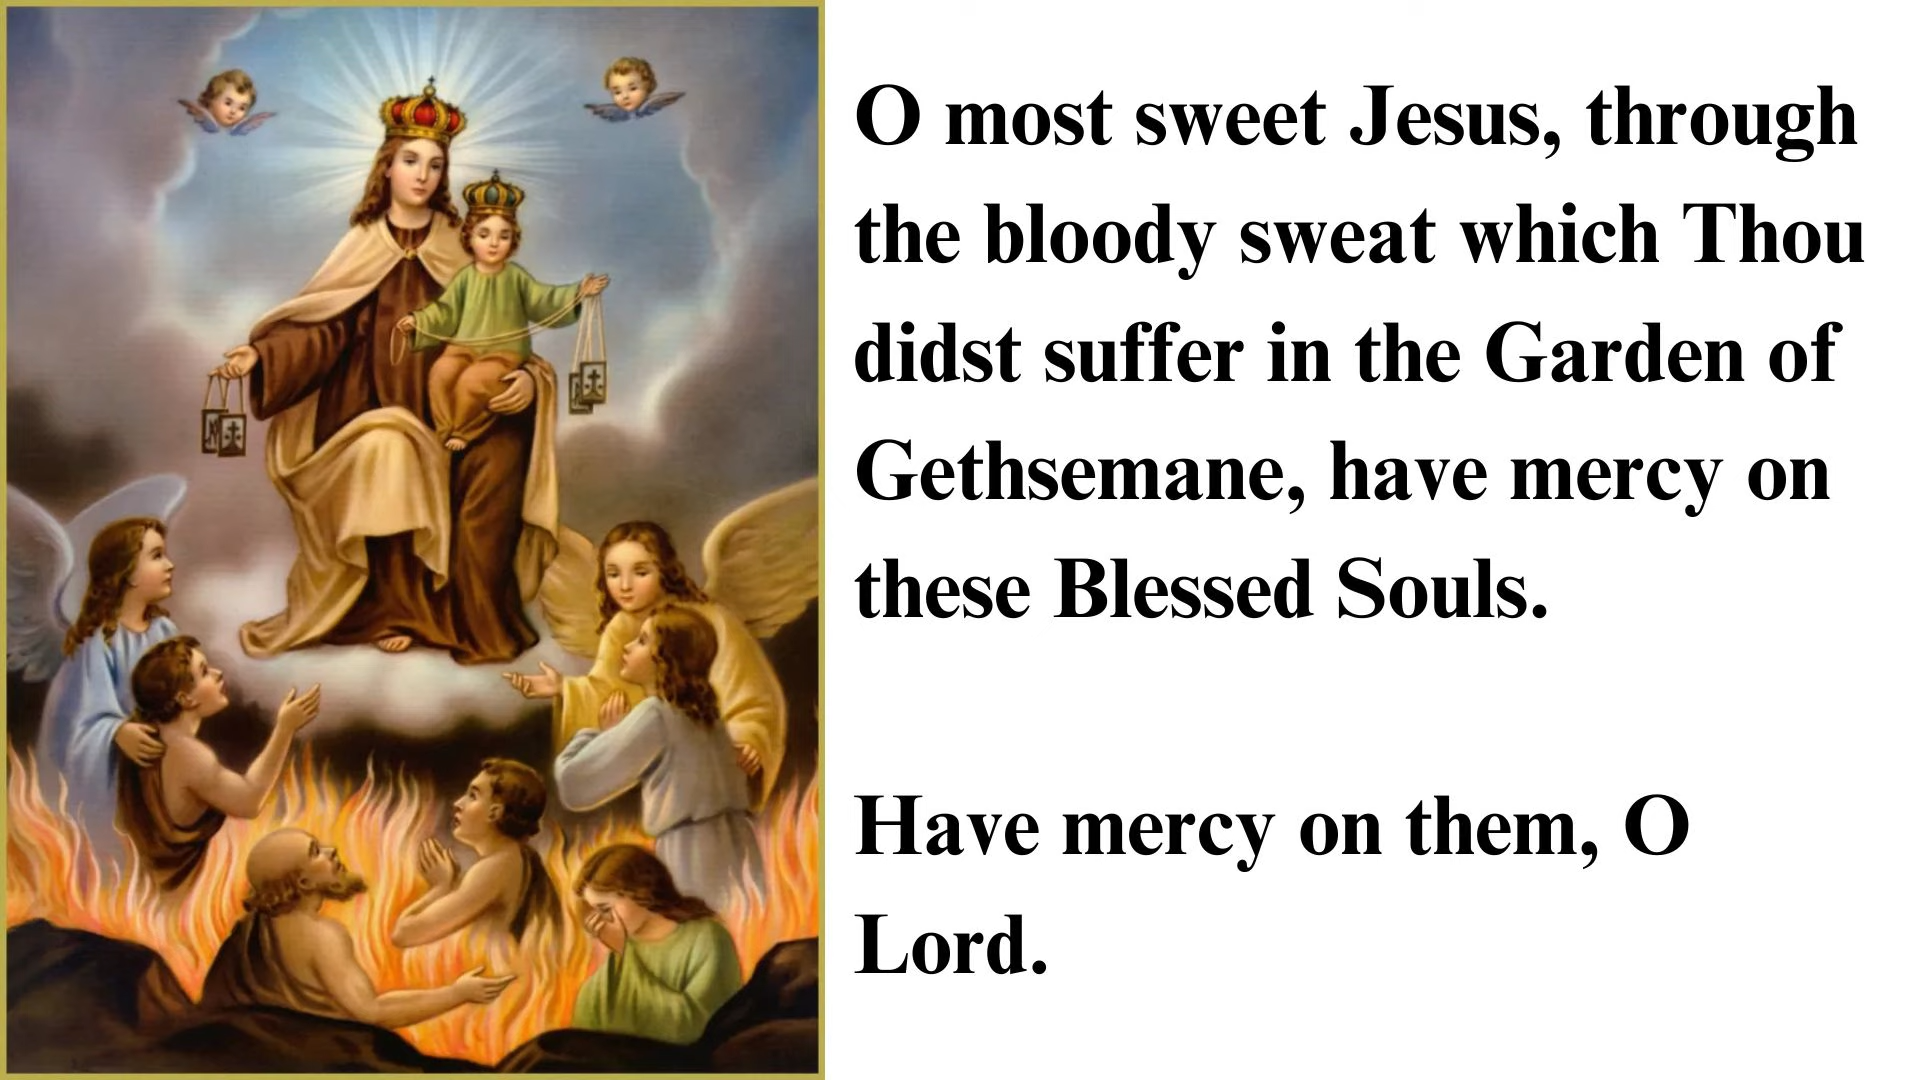 O most sweet Jesus, through
the bloody sweat which Thou
didst suffer in the Garden of
Gethsemane, have mercy on
these Blessed Souls.
Have mercy on them, O
Lord.